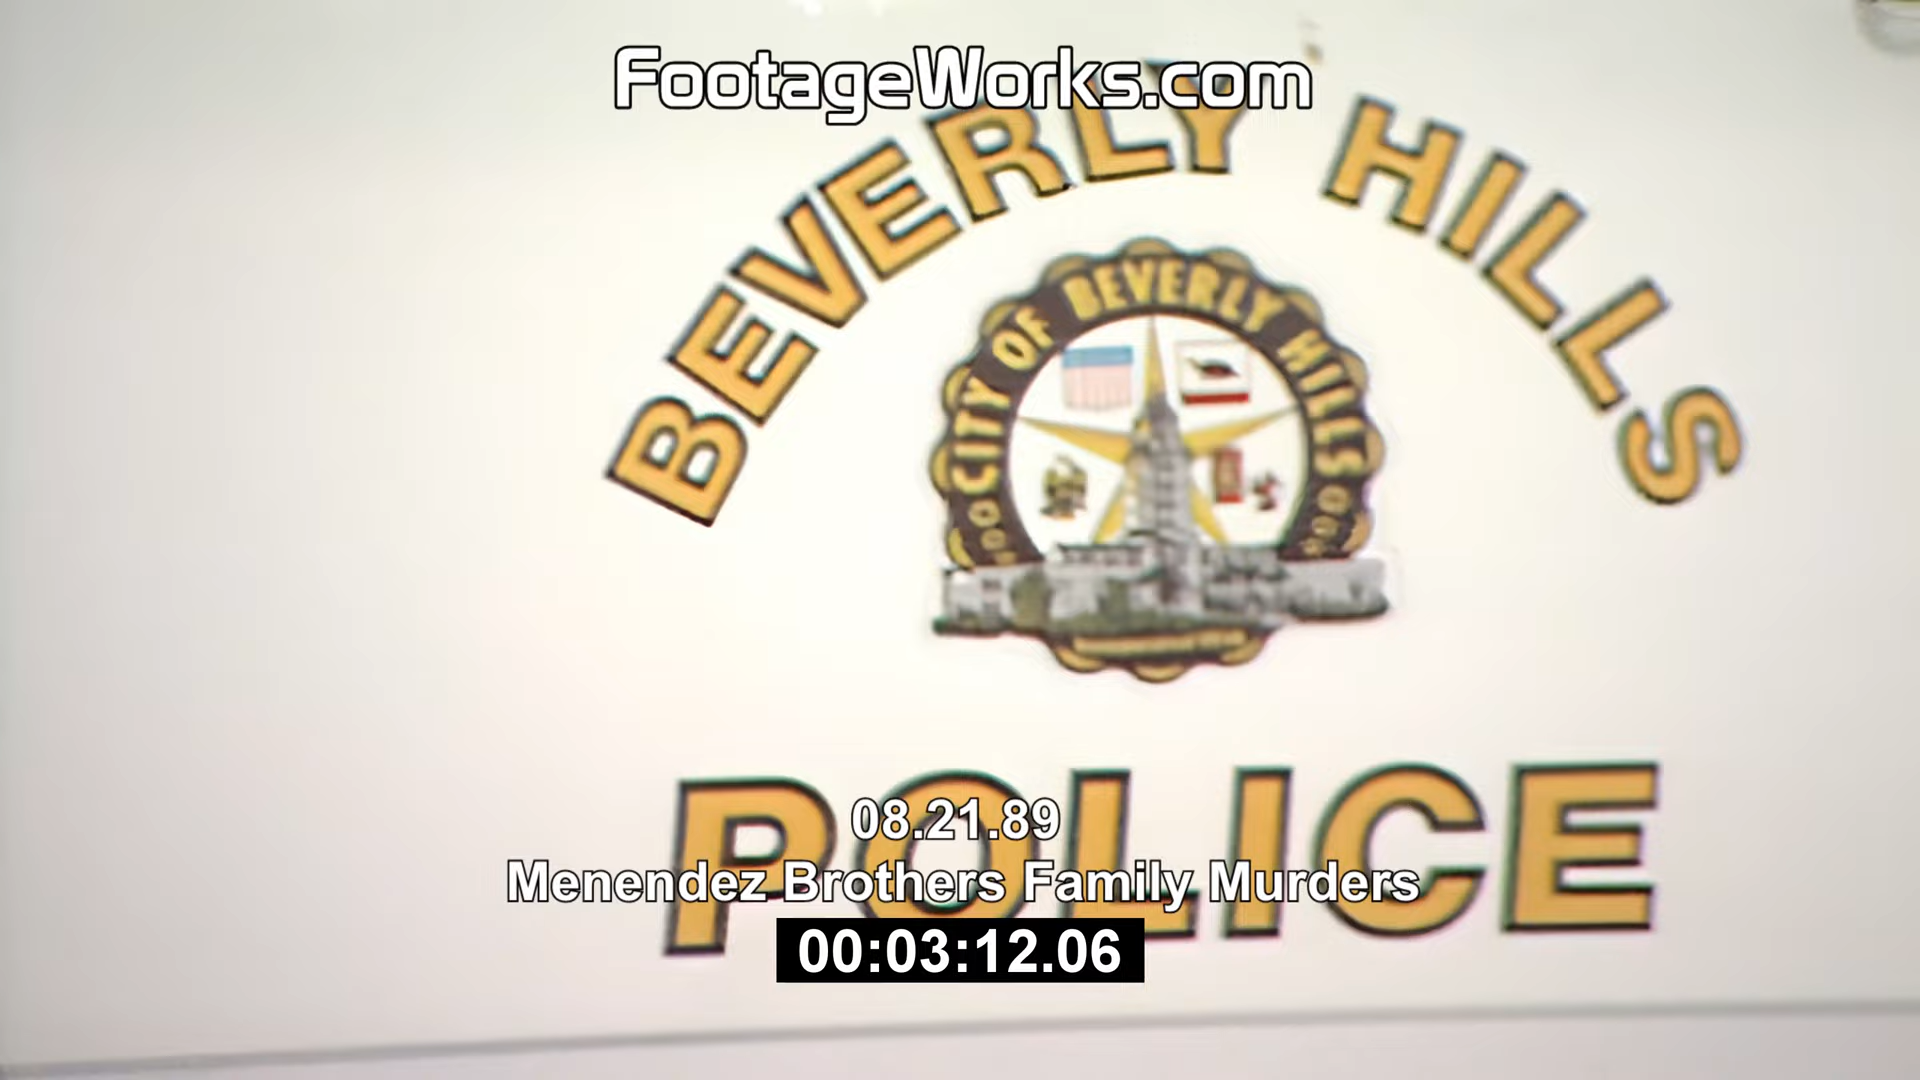 FootageWorks.com
BEVERLY HILLS
CITY OF BEVERLY HILLS
POLICE
08.21.89
Menendez Brothers Family Murders
00:03:12.06